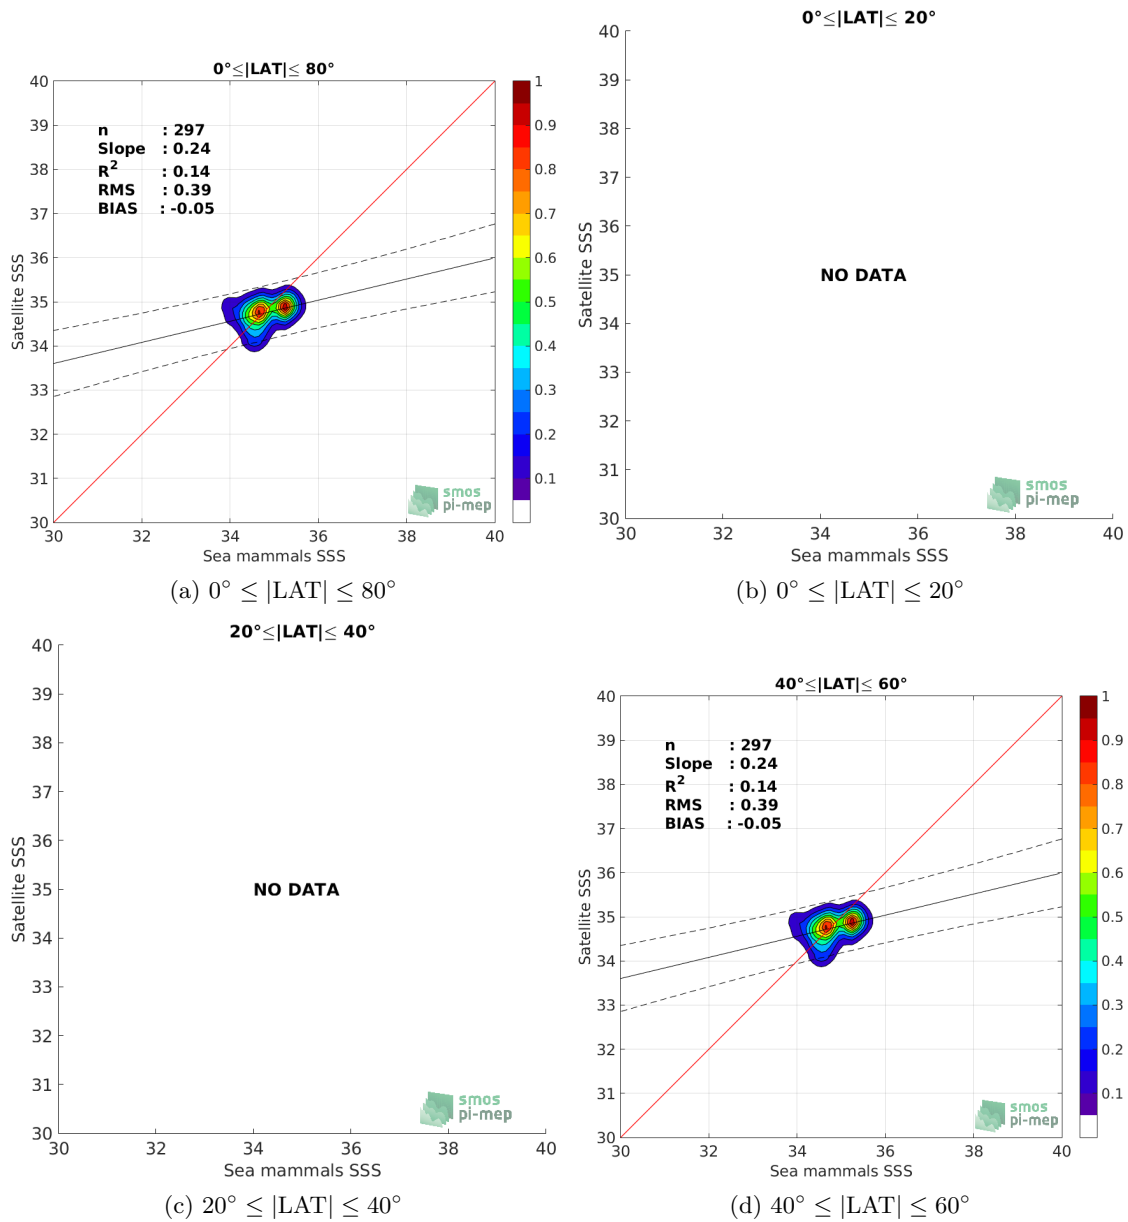 0°≤|LAT|≤ 80°
n : 297
Slope : 0.24
R² : 0.14
RMS : 0.39
BIAS : -0.05
40
39
38
37
36
35
34
33
32
31
30
Satellite SSS
30 32 34 36 38 40
Sea mammals SSS
1
0.9
0.8
0.7
0.6
0.5
0.4
0.3
0.2
0.1
smos
pi-mep
(a) 0° ≤ |LAT| ≤ 80°
0°≤|LAT|≤ 20°
40
39
38
37
36
35
34
33
32
31
30
Satellite SSS
NO DATA
smos
pi-mep
30 32 34 36 38 40
Sea mammals SSS
(b) 0° ≤ |LAT| ≤ 20°
20°≤|LAT|≤ 40°
40
39
38
37
36
35
34
33
32
31
30
Satellite SSS
NO DATA
smos
pi-mep
30 32 34 36 38 40
Sea mammals SSS
(c) 20° ≤ |LAT| ≤ 40°
40°≤|LAT|≤ 60°
n : 297
Slope : 0.24
R² : 0.14
RMS : 0.39
BIAS : -0.05
40
39
38
37
36
35
34
33
32
31
30
Satellite SSS
30 32 34 36 38 40
Sea mammals SSS
1
0.9
0.8
0.7
0.6
0.5
0.4
0.3
0.2
0.1
smos
pi-mep
(d) 40° ≤ |LAT| ≤ 60°